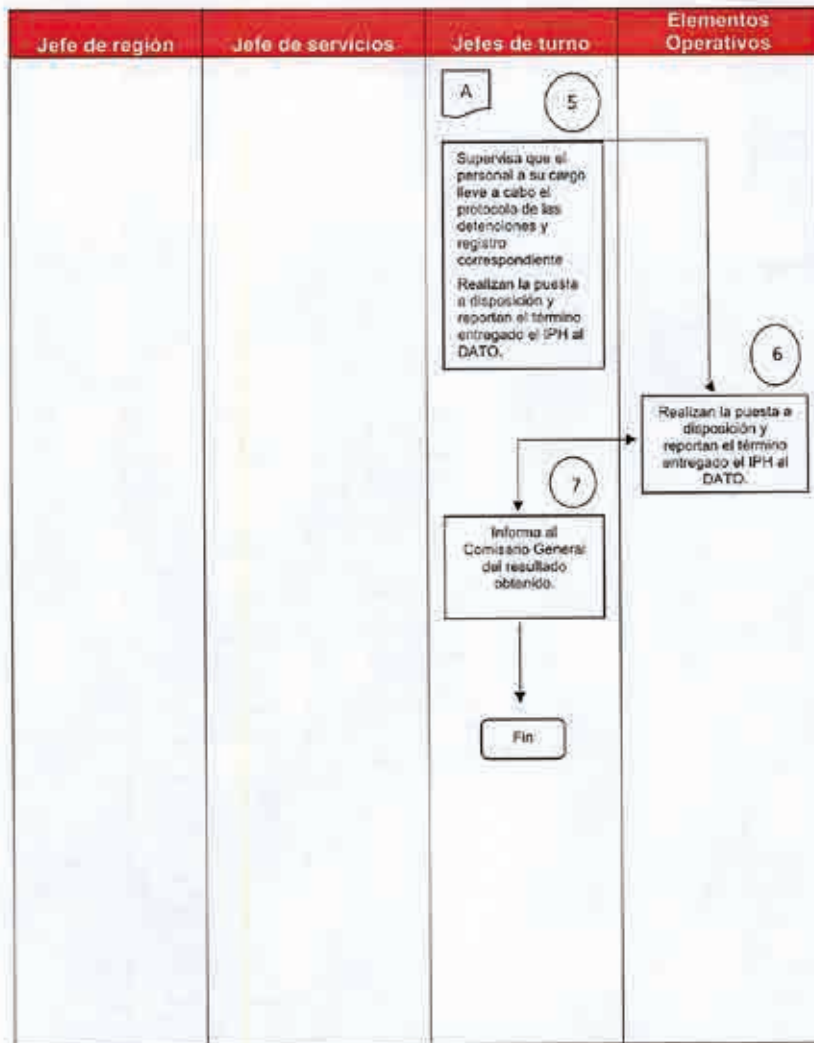 Jefe de región
Jefe de servicios
Jefes de turno
Elementos
Operativos
A
5
Supervisa que el
personal a su cargo
lleve a cabo el
protocolo de las
detenciones y
registro
correspondiente
Realizan la puesta
a disposición y
reportan el término
entregado el IPH al
DATO.
6
Realizan la puesta a
disposición y
reportan el término
entregado el IPH al
DATO.
7
Informa al
Comisario General
del resultado
obtenido.
Fin